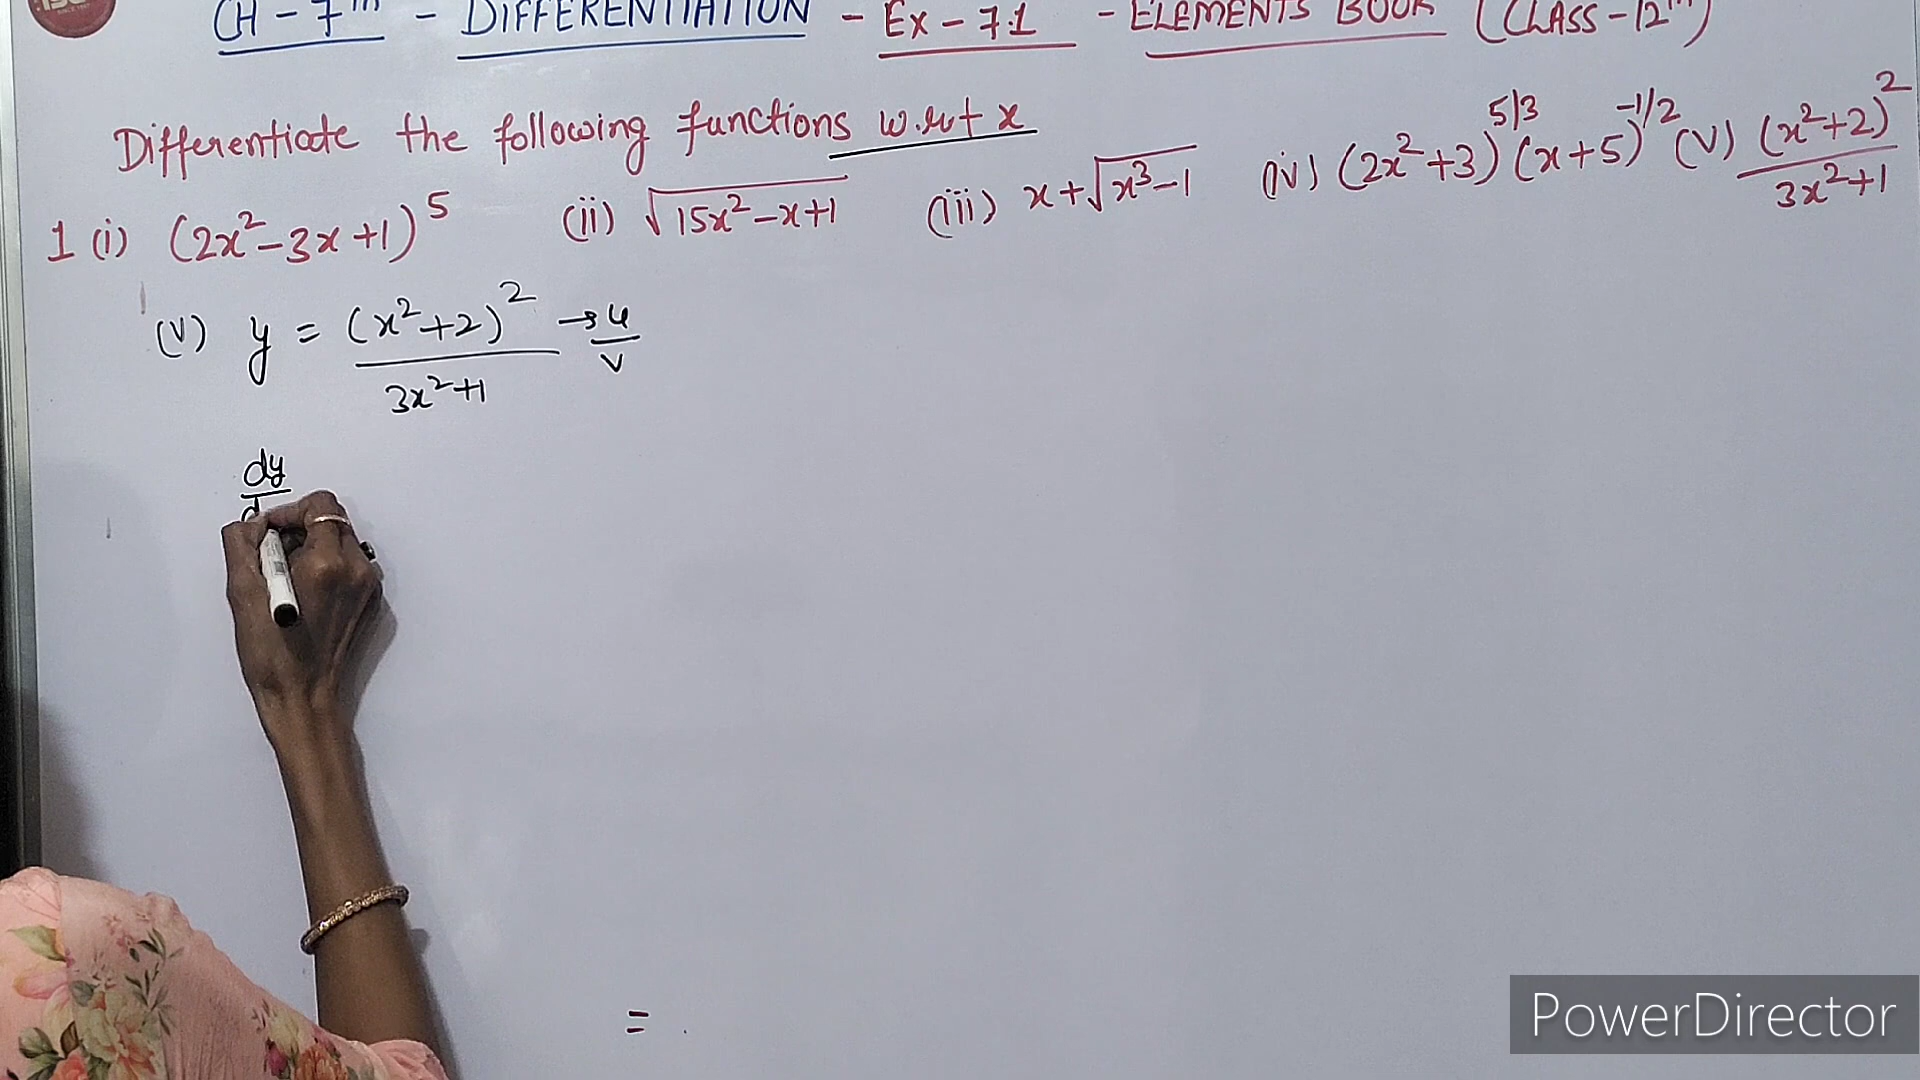 CH - 7th - DIFFERENTIATION - Ex - 7.1 - ELEMENTS BOOK (CLASS - 12th)
Differentiate the following functions w.r.t x
1 (i) (2x²-3x+1)⁵ (ii) √(15x²-x+1) (iii) x+√(x³-1) (iv) (2x²+3)^5/3 (x+5)^-1/2 (v) (x²+2)²/(3x²+1)
(v) y = (x²+2)²/(3x²+1) → u/v
dy/d
= .
PowerDirector